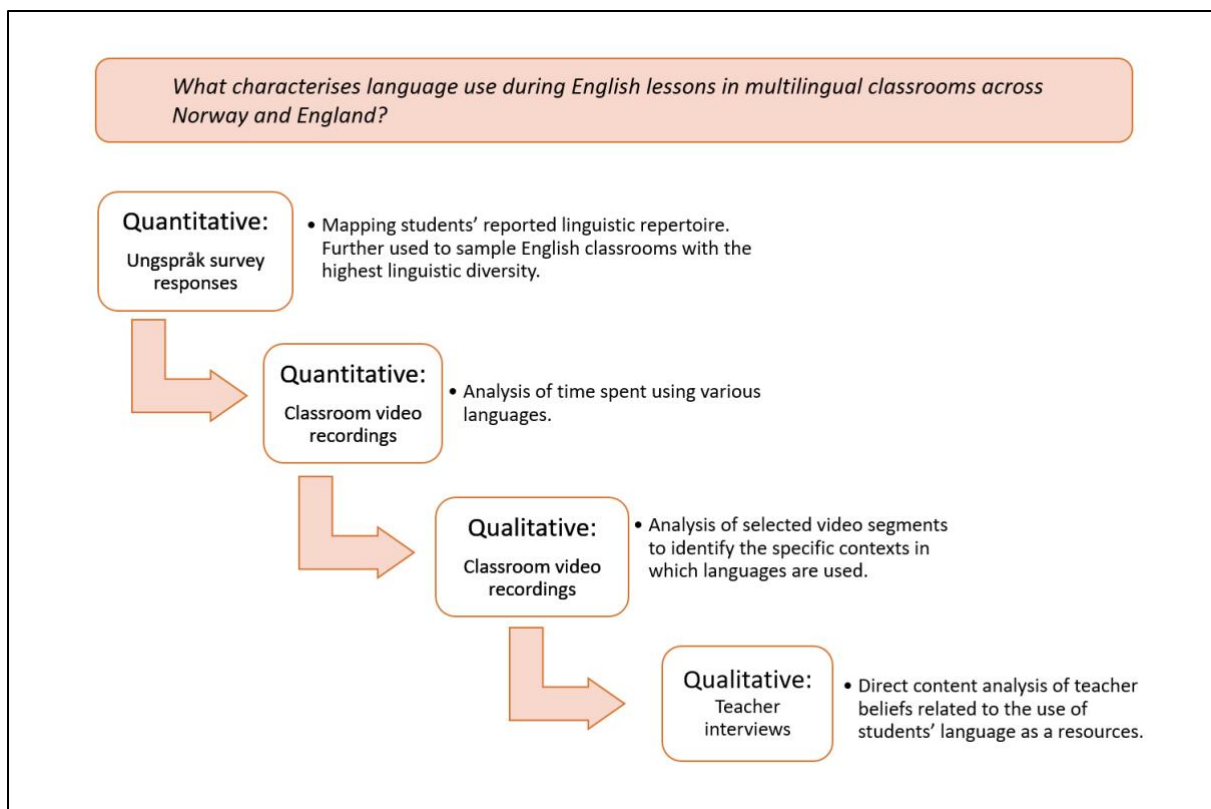 What characterises language use during English lessons in multilingual classrooms across
Norway and England?
Quantitative:
Ungspråk survey
responses
• Mapping students’ reported linguistic repertoire.
Further used to sample English classrooms with the
highest linguistic diversity.
Quantitative:
Classroom video
recordings
• Analysis of time spent using various
languages.
Qualitative:
Classroom video
recordings
• Analysis of selected video segments
to identify the specific contexts in
which languages are used.
Qualitative:
Teacher
interviews
• Direct content analysis of teacher
beliefs related to the use of
students’ language as a resources.